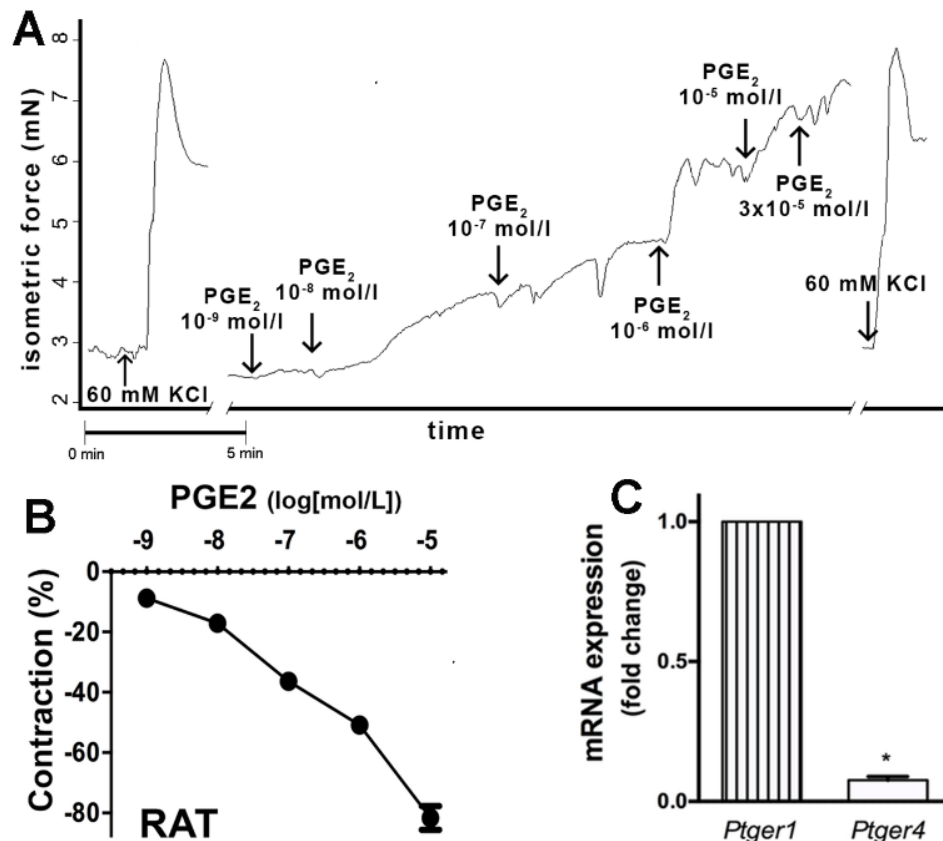 A
isometric force (mN)
8
7
6
5
4
3
2
60 mM KCl
PGE₂
10⁻⁹ mol/l
PGE₂
10⁻⁸ mol/l
PGE₂
10⁻⁷ mol/l
PGE₂
10⁻⁶ mol/l
PGE₂
10⁻⁵ mol/l
PGE₂
3x10⁻⁵ mol/l
60 mM KCl
time
0 min
5 min
B
PGE2 (log[mol/L])
-9 -8 -7 -6 -5
Contraction (%)
0
-20
-40
-60
-80
RAT
C
mRNA expression
(fold change)
1.0
0.5
0.0
*
Ptger1 Ptger4